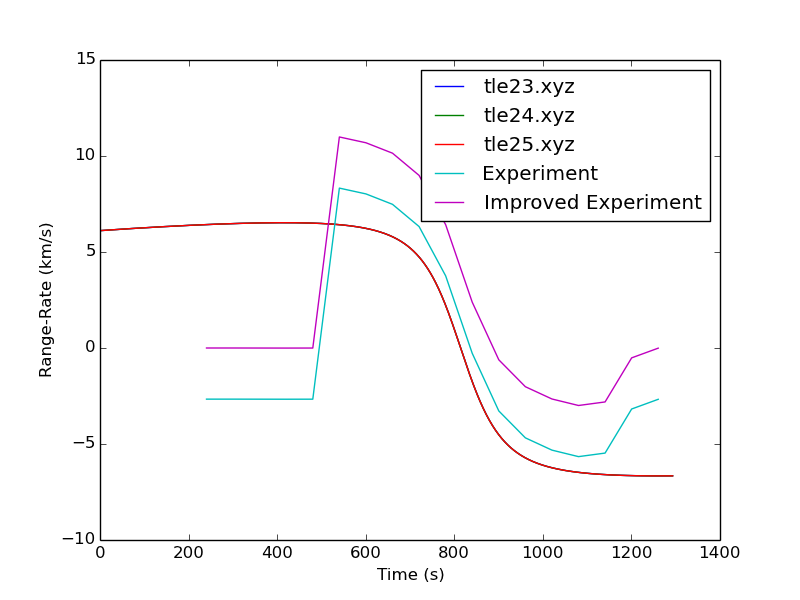 15
10
5
0
−5
−10
Range-Rate (km/s)
tle23.xyz
tle24.xyz
tle25.xyz
Experiment
Improved Experiment
0 200 400 600 800 1000 1200 1400
Time (s)